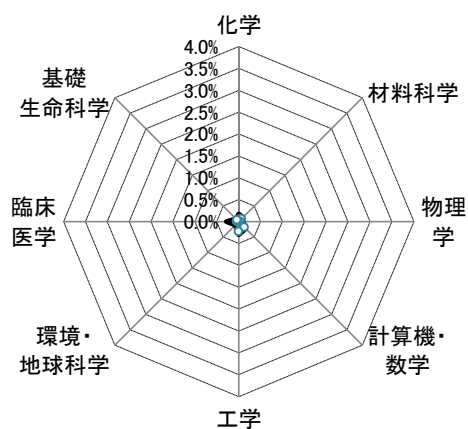 化学
4.0%
3.5%
3.0%
2.5%
2.0%
1.5%
1.0%
0.5%
0.0%
材料科学
物理
学
計算機・
数学
工学
環境・
地球科学
臨床
医学
基礎
生命科学